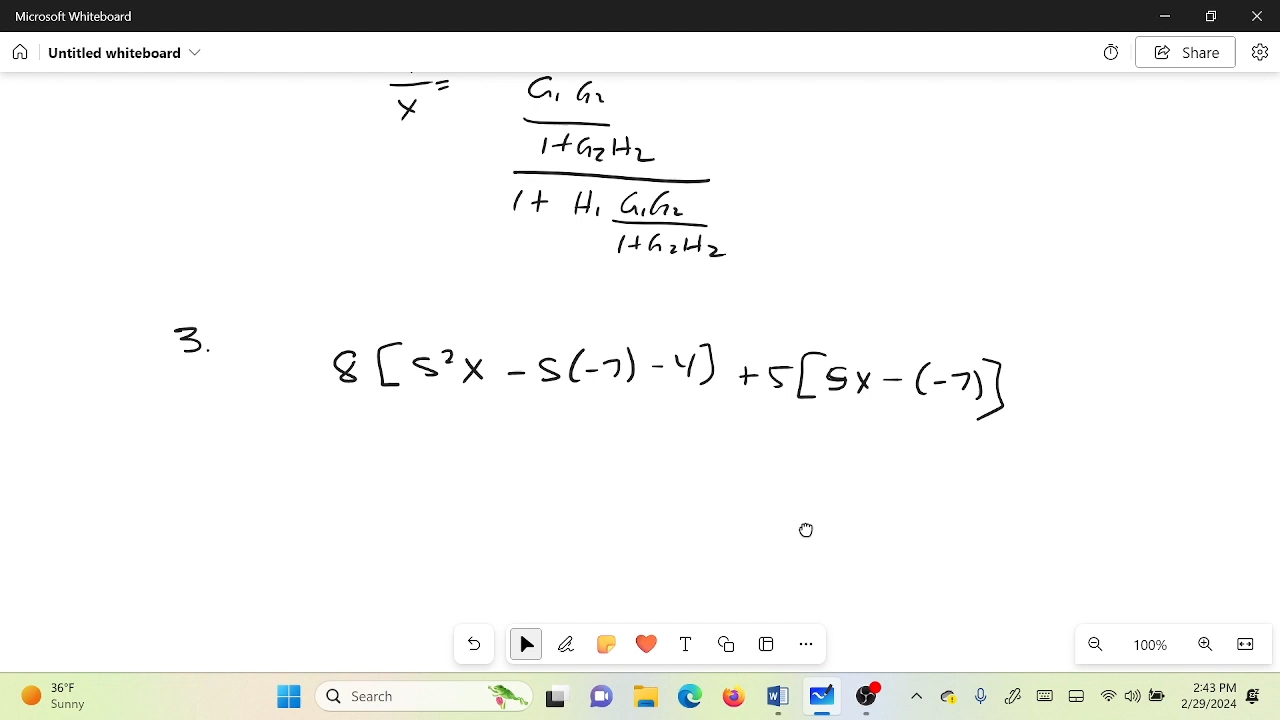 Microsoft Whiteboard
Untitled whiteboard
Share
x =
G₁ G₂
1+G₂H₂
1 + H₁ G₁G₂
1+G₂H₂
3.
8 [ s²x - s(-7) - 4 ] + 5 [ sx - (-7) ]
T
100%
36°F
Sunny
Search
2:43 PM
2/29/2024